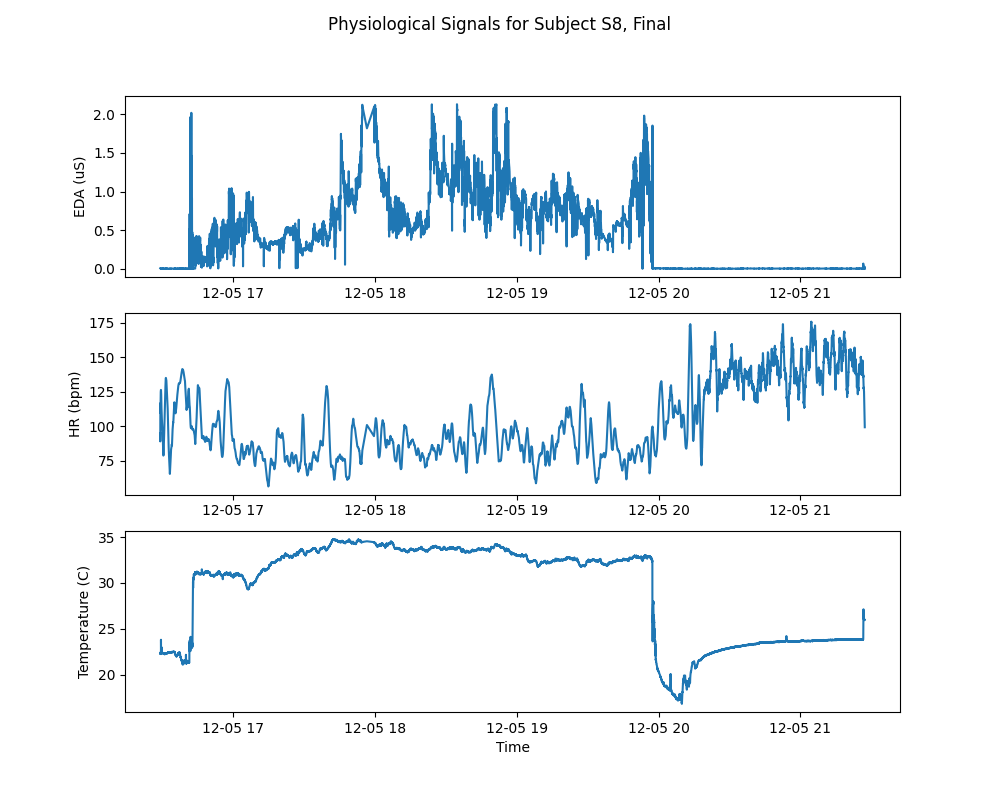 Physiological Signals for Subject S8, Final
EDA (uS)
2.0
1.5
1.0
0.5
0.0
12-05 17 12-05 18 12-05 19 12-05 20 12-05 21
HR (bpm)
175
150
125
100
75
12-05 17 12-05 18 12-05 19 12-05 20 12-05 21
Temperature (C)
35
30
25
20
12-05 17 12-05 18 12-05 19 12-05 20 12-05 21
Time